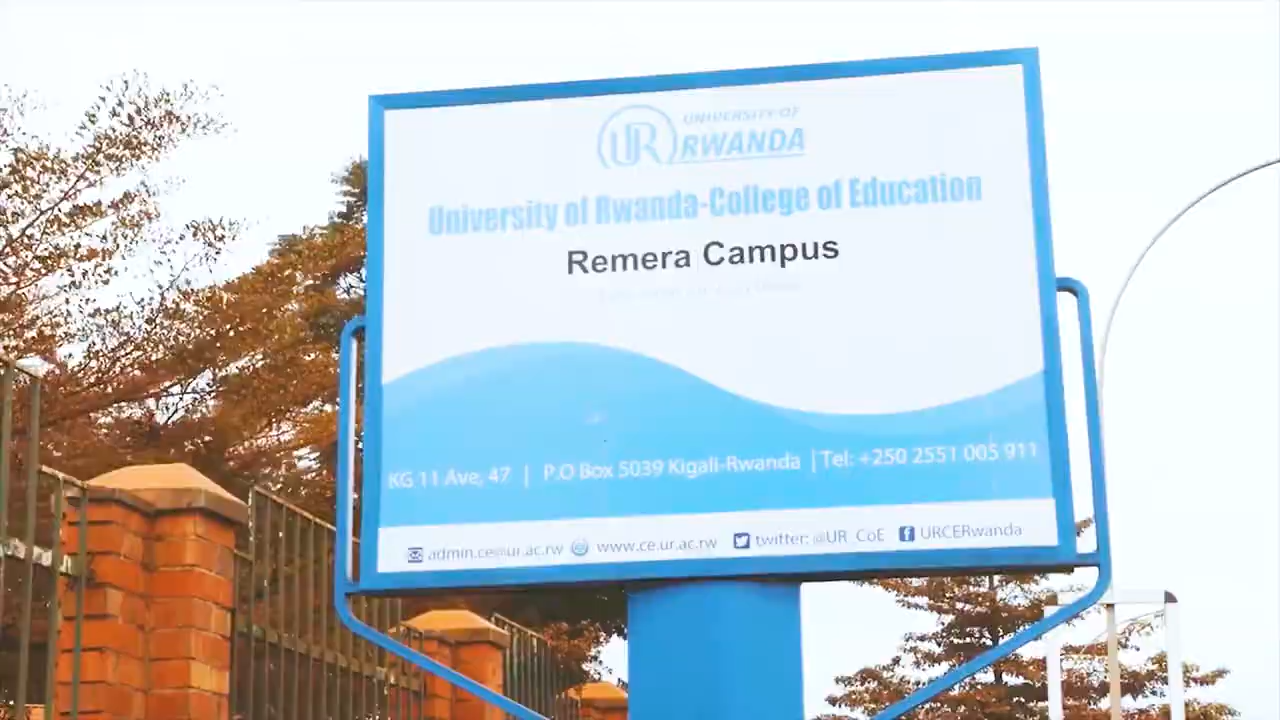 UR UNIVERSITY OF
RWANDA
University of Rwanda-College of Education
Remera Campus
KG 11 Ave, 47 | P.O Box 5039 Kigali-Rwanda | Tel: +250 2551 005 911
admin.ce@ur.ac.rw www.ce.ur.ac.rw twitter: @UR_CoE f URCERwanda